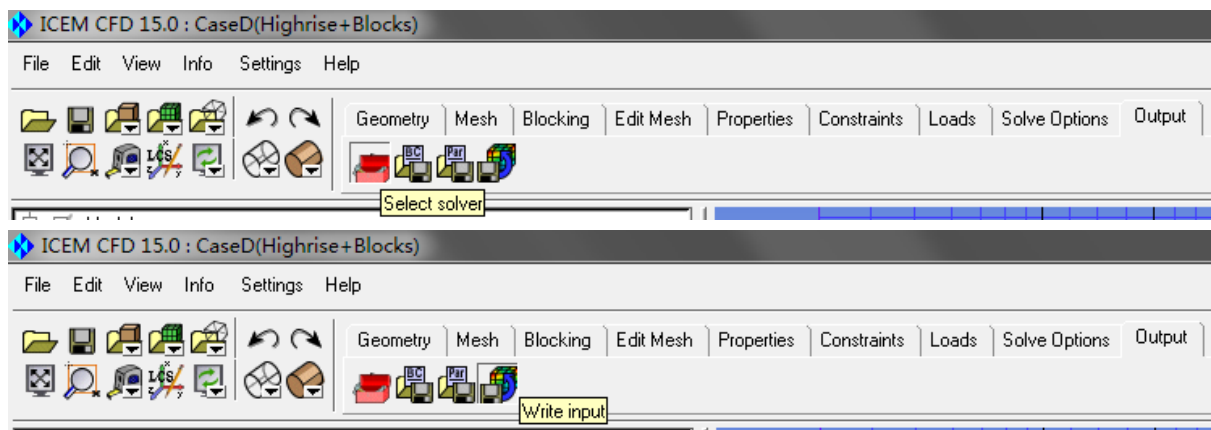 ICEM CFD 15.0 : CaseD(Highrise+Blocks)
File Edit View Info Settings Help
Geometry Mesh Blocking Edit Mesh Properties Constraints Loads Solve Options Output
BC Par
LCS
Select solver
ICEM CFD 15.0 : CaseD(Highrise+Blocks)
File Edit View Info Settings Help
Geometry Mesh Blocking Edit Mesh Properties Constraints Loads Solve Options Output
BC Par
LCS
Write input